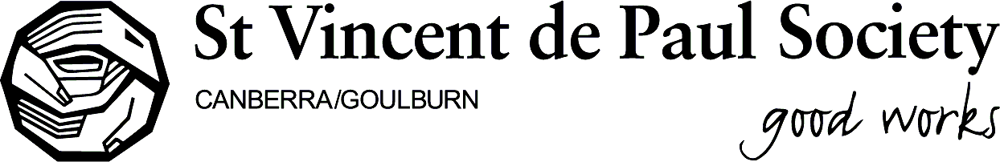 St Vincent de Paul Society
CANBERRA/GOULBURN
good works